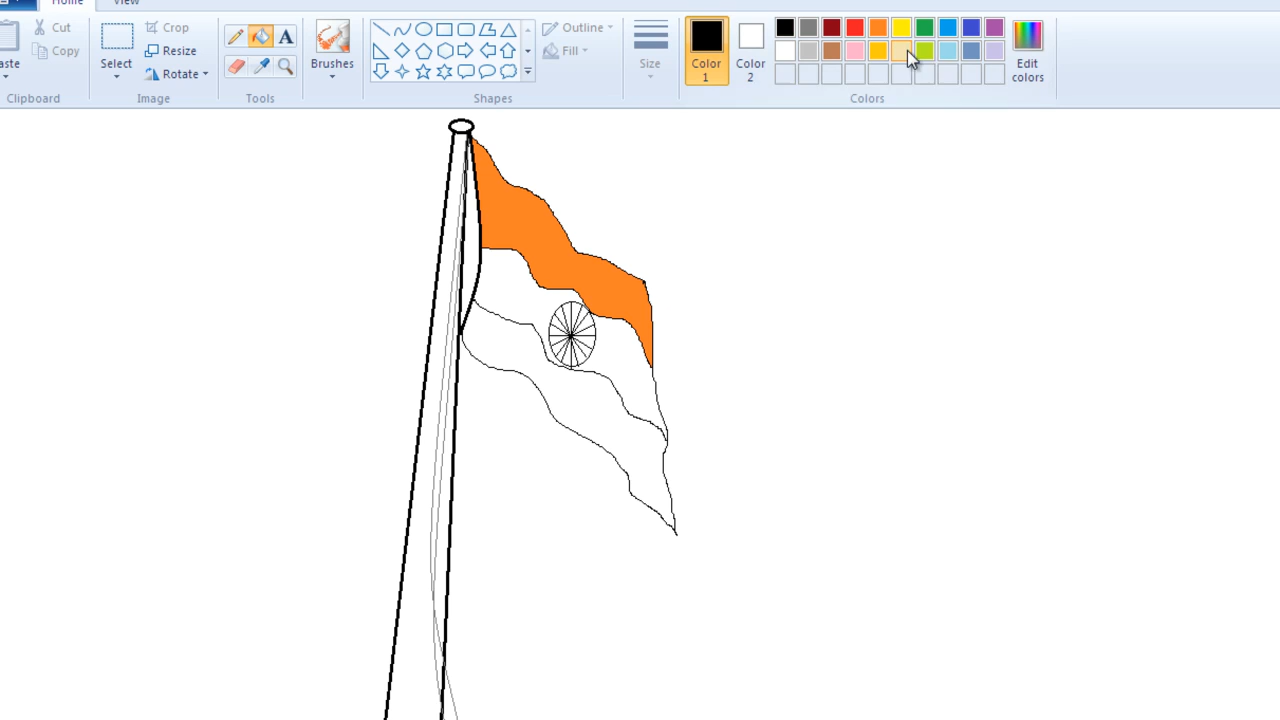 Home View
Cut
Copy
Clipboard
Select
Crop
Resize
Rotate
Image
A
Tools
Brushes
Outline
Fill
Shapes
Size
Color 1
Color 2
Edit colors
Colors